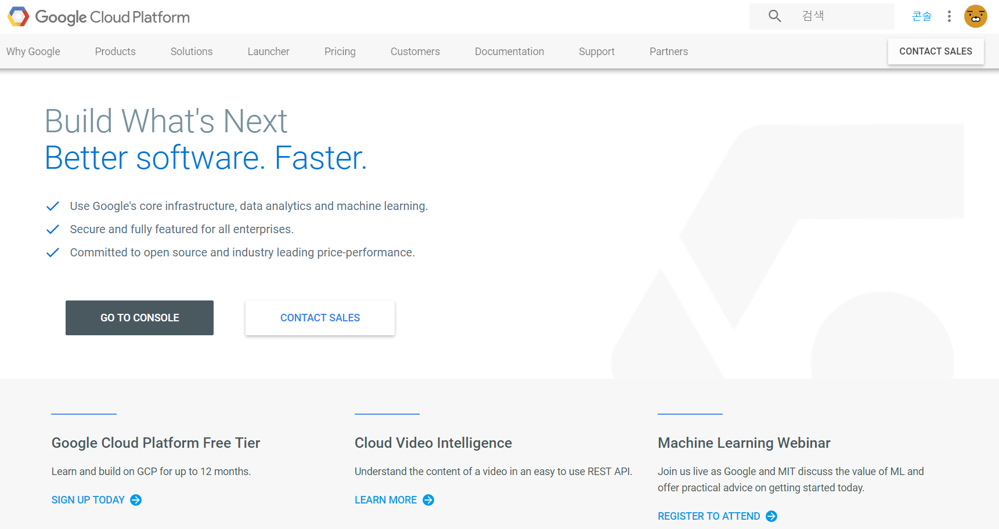 Google Cloud Platform
검색
콘솔
Why Google
Products
Solutions
Launcher
Pricing
Customers
Documentation
Support
Partners
CONTACT SALES
Build What's Next
Better software. Faster.
Use Google's core infrastructure, data analytics and machine learning.
Secure and fully featured for all enterprises.
Committed to open source and industry leading price-performance.
GO TO CONSOLE
CONTACT SALES
Google Cloud Platform Free Tier
Learn and build on GCP for up to 12 months.
SIGN UP TODAY
Cloud Video Intelligence
Understand the content of a video in an easy to use REST API.
LEARN MORE
Machine Learning Webinar
Join us live as Google and MIT discuss the value of ML and
offer practical advice on getting started today.
REGISTER TO ATTEND